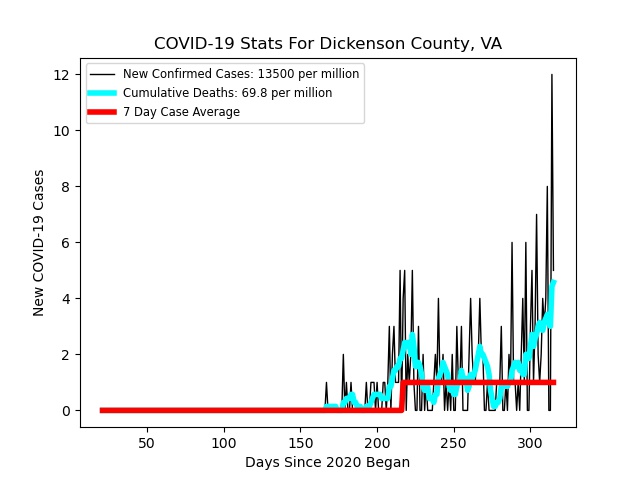 COVID-19 Stats For Dickenson County, VA
New Confirmed Cases: 13500 per million
Cumulative Deaths: 69.8 per million
7 Day Case Average
New COVID-19 Cases
12
10
8
6
4
2
0
50 100 150 200 250 300
Days Since 2020 Began